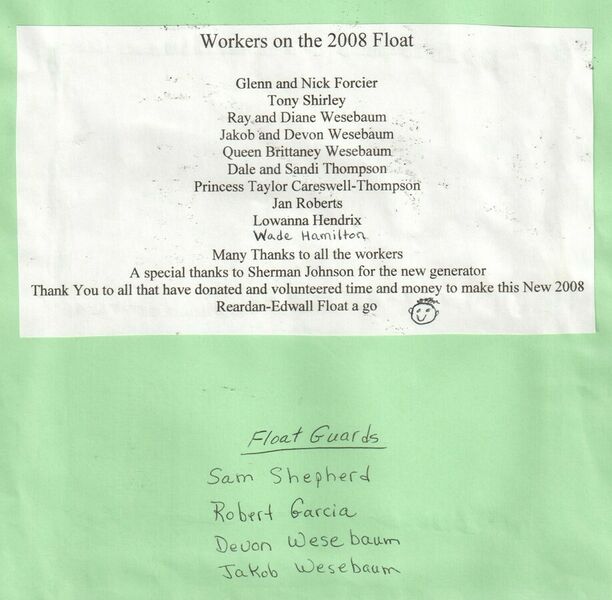 Workers on the 2008 Float
Glenn and Nick Forcier
Tony Shirley
Ray and Diane Wesebaum
Jakob and Devon Wesebaum
Queen Brittaney Wesebaum
Dale and Sandi Thompson
Princess Taylor Careswell-Thompson
Jan Roberts
Lowanna Hendrix
Wade Hamilton
Many Thanks to all the workers
A special thanks to Sherman Johnson for the new generator
Thank You to all that have donated and volunteered time and money to make this New 2008
Reardan-Edwall Float a go
Float Guards
Sam Shepherd
Robert Garcia
Devon Wesebaum
Jakob Wesebaum